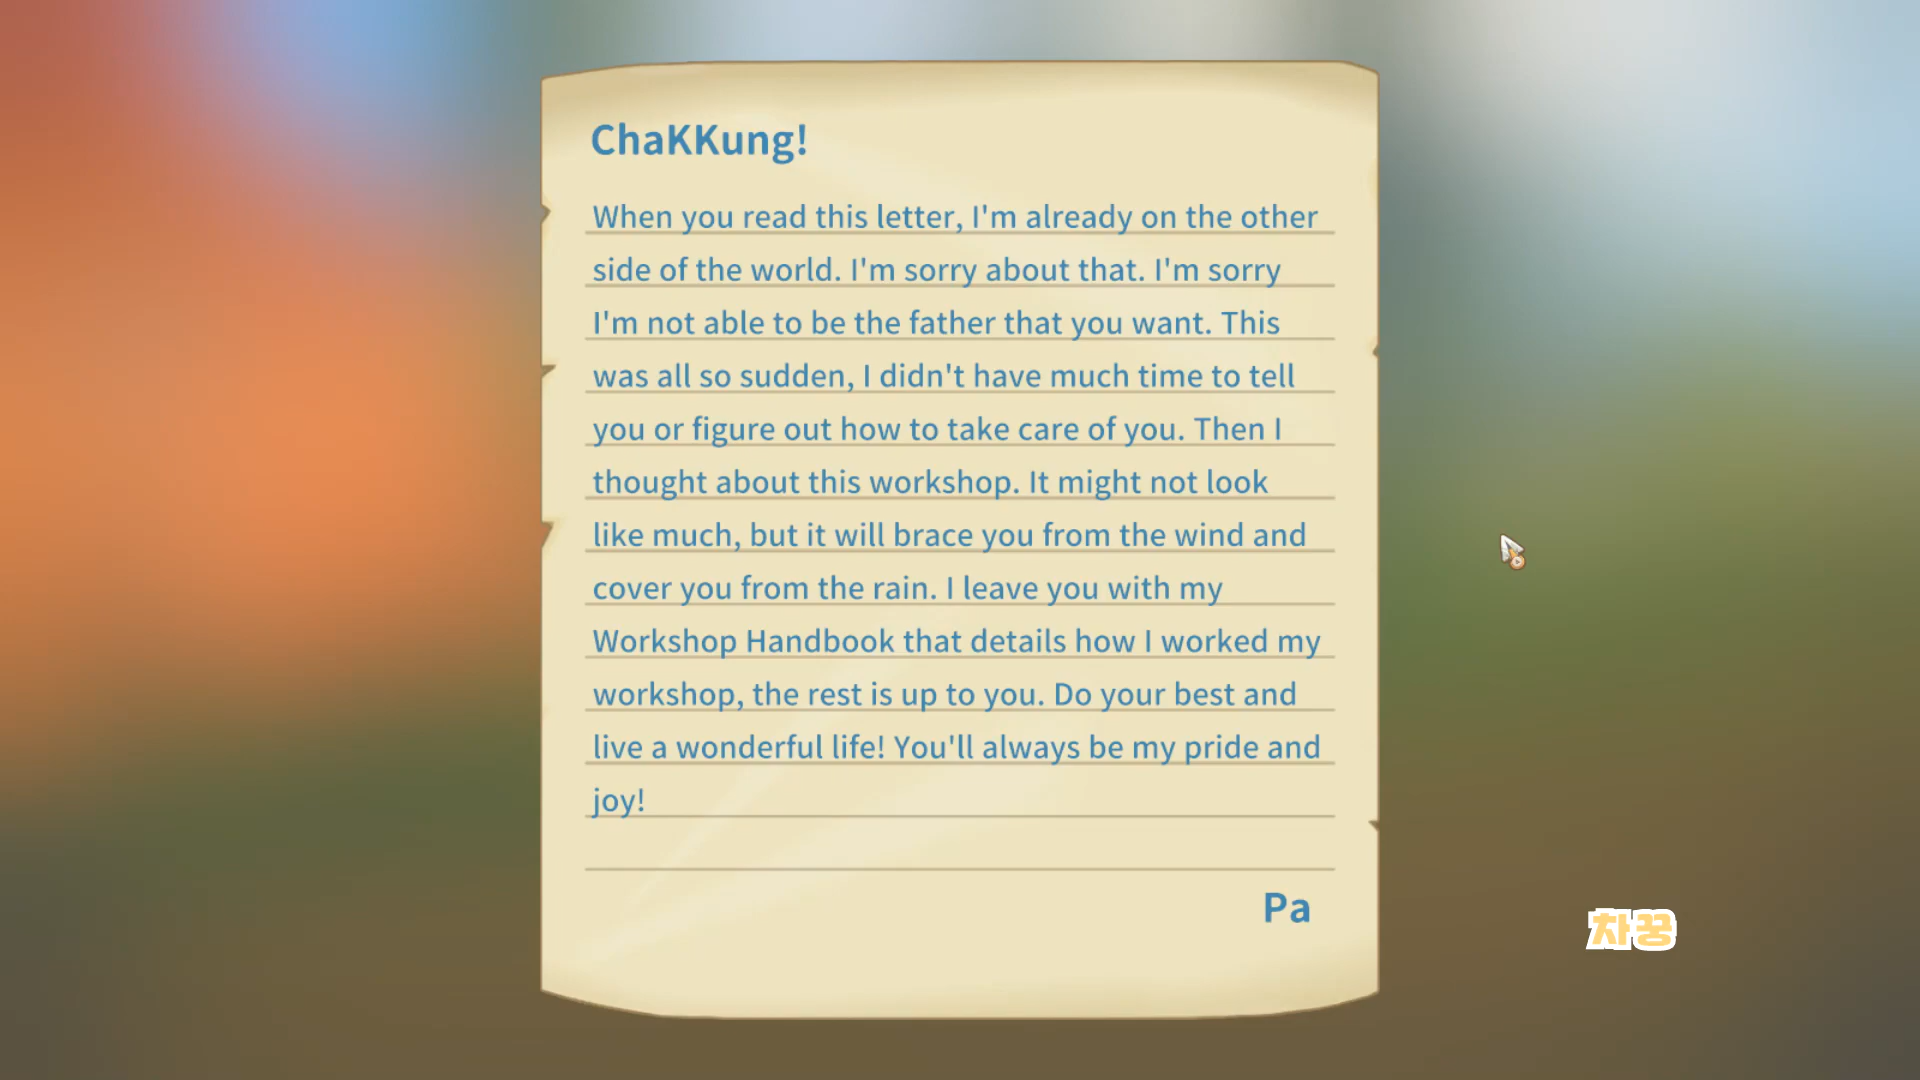 ChaKKung!
When you read this letter, I'm already on the other
side of the world. I'm sorry about that. I'm sorry
I'm not able to be the father that you want. This
was all so sudden, I didn't have much time to tell
you or figure out how to take care of you. Then I
thought about this workshop. It might not look
like much, but it will brace you from the wind and
cover you from the rain. I leave you with my
Workshop Handbook that details how I worked my
workshop, the rest is up to you. Do your best and
live a wonderful life! You'll always be my pride and
joy!
Pa
차꿍